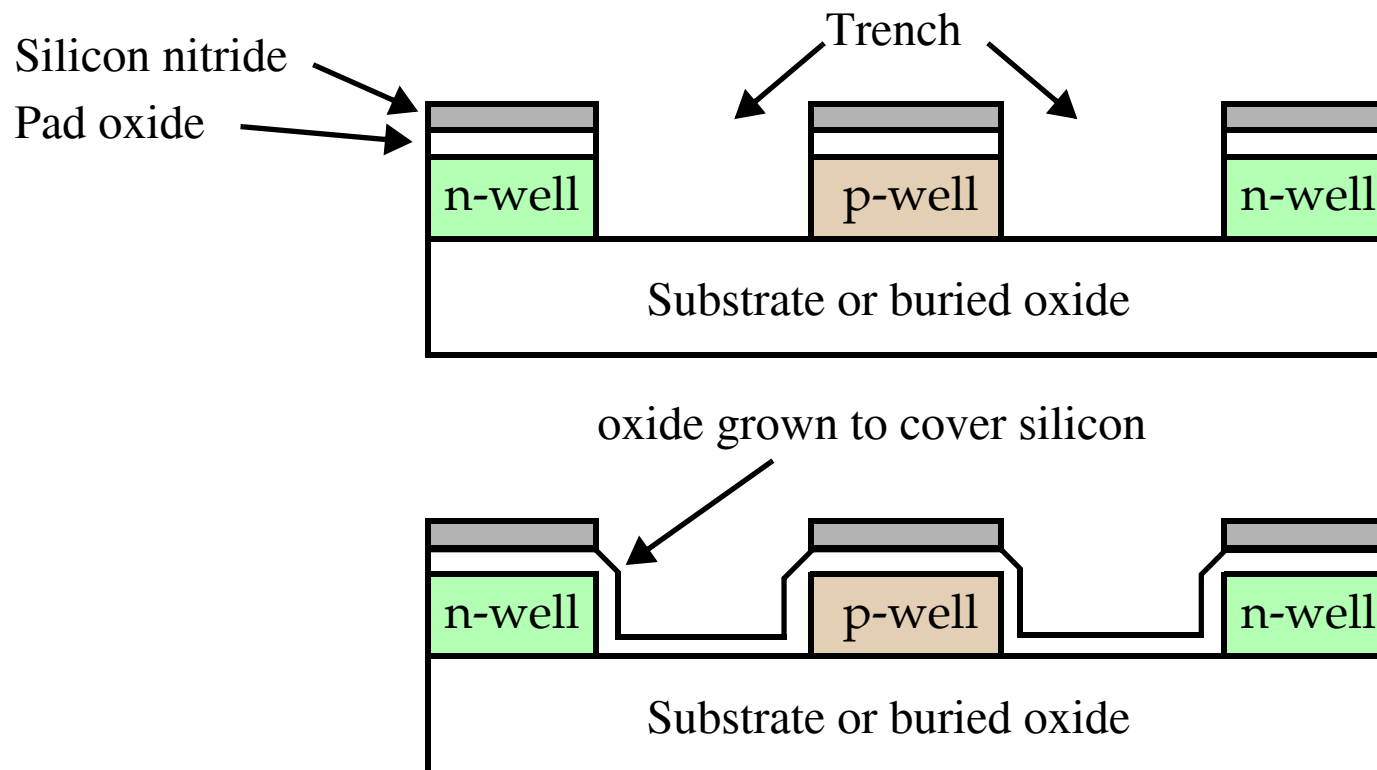 Trench
Silicon nitride
Pad oxide
n-well
p-well
n-well
Substrate or buried oxide
oxide grown to cover silicon
n-well
p-well
n-well
Substrate or buried oxide